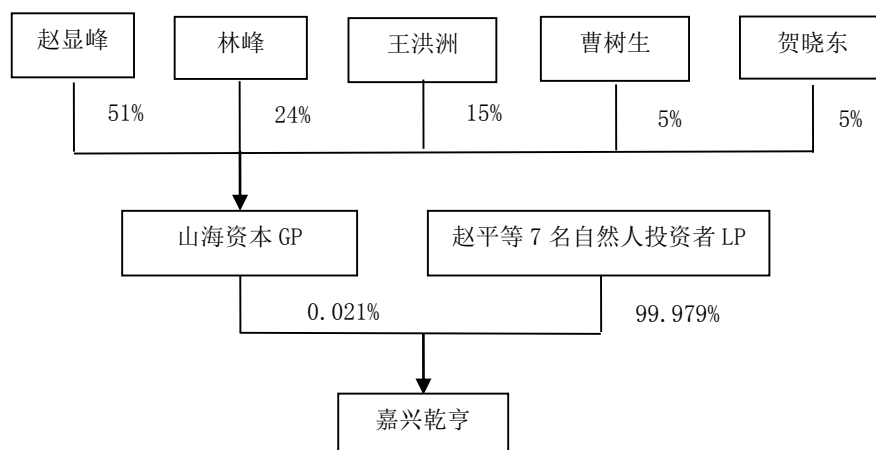 赵显峰
林峰
王洪洲
曹树生
贺晓东
51%
24%
15%
5%
5%
山海资本 GP
赵平等 7 名自然人投资者 LP
0.021%
99.979%
嘉兴乾亨